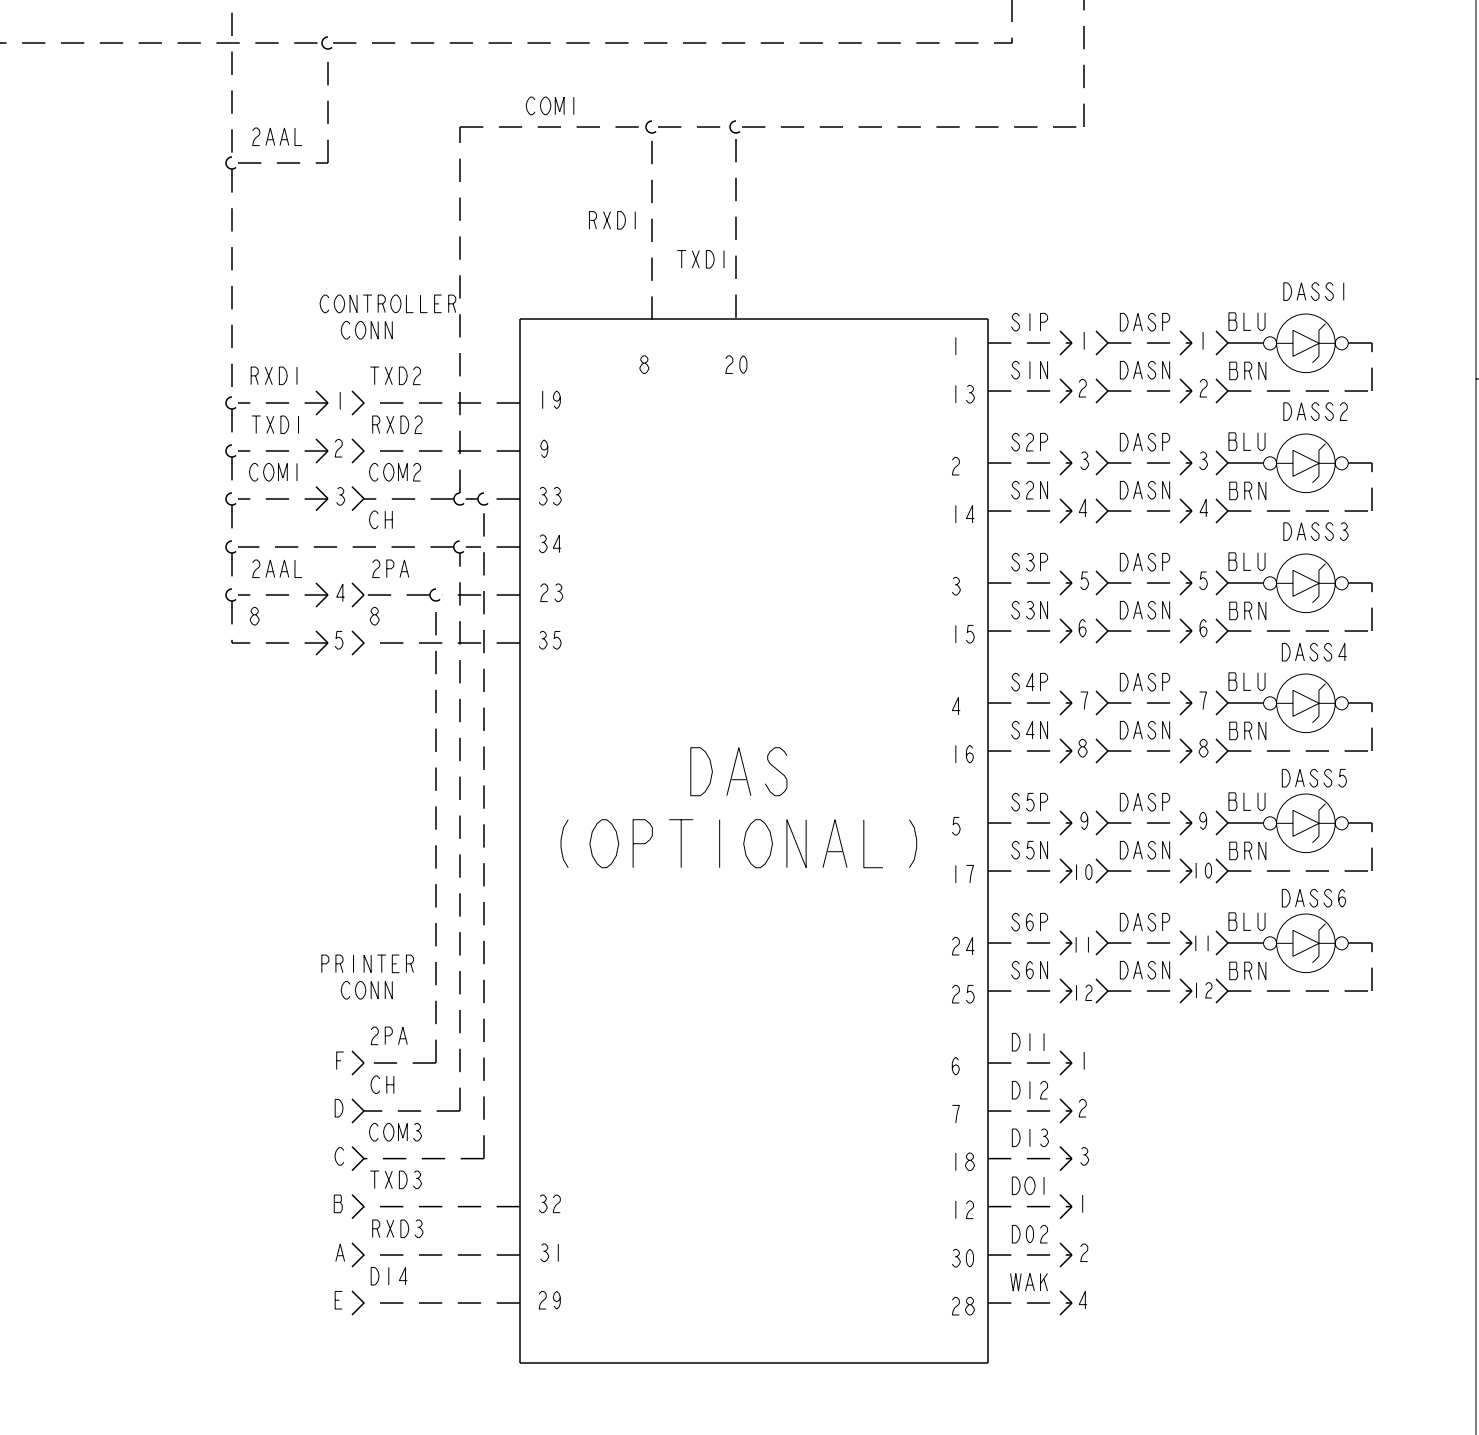 2AAL
COM1
RXD1
TXD1
CONTROLLER
CONN
8 20
RXD1 1 TXD2 19
TXD1 2 RXD2 9
COM1 3 COM2 33
CH 34
2AAL 4 2PA 23
8 5 8 35
DAS
(OPTIONAL)
PRINTER
CONN
F 2PA
D CH
C COM3
B TXD3 32
A RXD3 31
E DI4 29
DASS1
1 S1P 1 DASP 1 BLU
13 S1N 2 DASN 2 BRN
DASS2
2 S2P 3 DASP 3 BLU
14 S2N 4 DASN 4 BRN
DASS3
3 S3P 5 DASP 5 BLU
15 S3N 6 DASN 6 BRN
DASS4
4 S4P 7 DASP 7 BLU
16 S4N 8 DASN 8 BRN
DASS5
5 S5P 9 DASP 9 BLU
17 S5N 10 DASN 10 BRN
DASS6
24 S6P 11 DASP 11 BLU
25 S6N 12 DASN 12 BRN
6 DI1 1
7 DI2 2
18 DI3 3
12 DO1 1
30 DO2 2
28 WAK 4